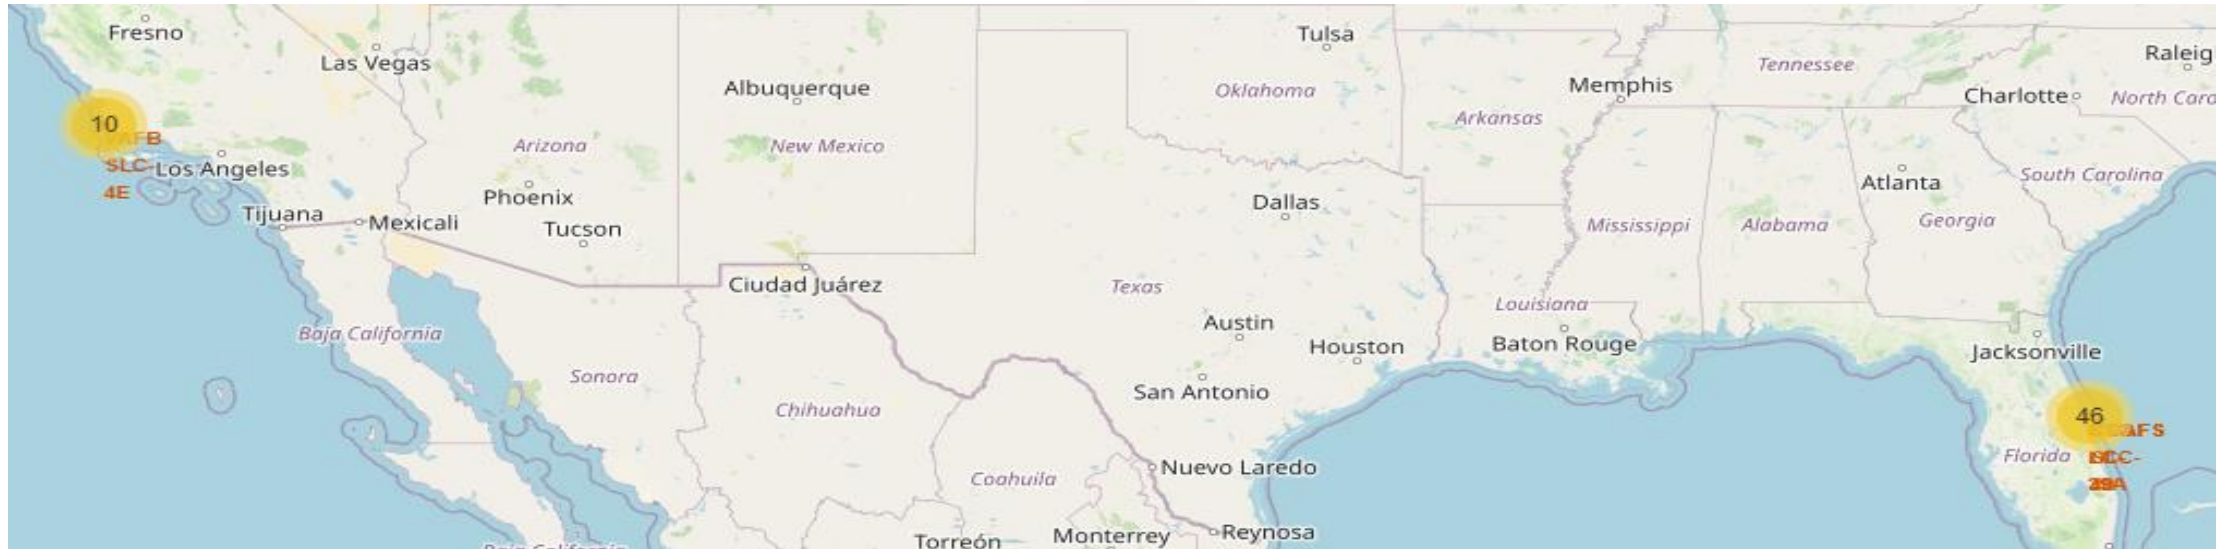 Fresno
Las Vegas
Albuquerque
Tulsa
Oklahoma
Memphis
Tennessee
Raleig
Charlotte
North Caro
10
SLC-
4E
Los Angeles
Arizona
New Mexico
Arkansas
Phoenix
Tucson
Tijuana
Mexicali
Dallas
Mississippi
Alabama
Atlanta
Georgia
South Carolina
Ciudad Juárez
Texas
Louisiana
Baja California
Austin
Houston
Baton Rouge
Jacksonville
Sonora
Chihuahua
San Antonio
46
Florida
Coahuila
Nuevo Laredo
Torreón
Monterrey
Reynosa